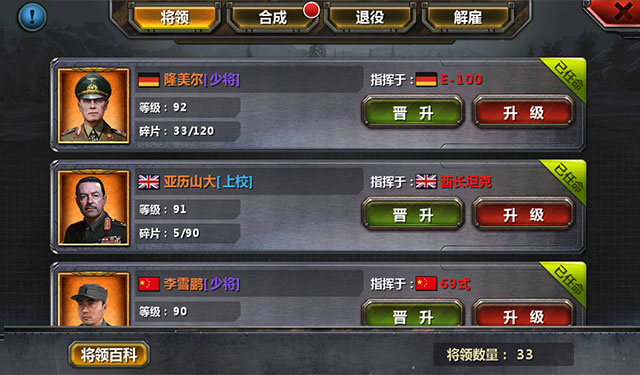 将领 合成 退役 解雇
隆美尔[少将] 指挥于: E-100 已任命
等级: 92 晋升 升级
碎片: 33/120
亚历山大[上校] 指挥于: 酋长坦克 已任命
等级: 91 晋升 升级
碎片: 5/90
李雪鹏[少将] 指挥于: 69式 已任命
等级: 90 晋升 升级
将领百科 将领数量: 33